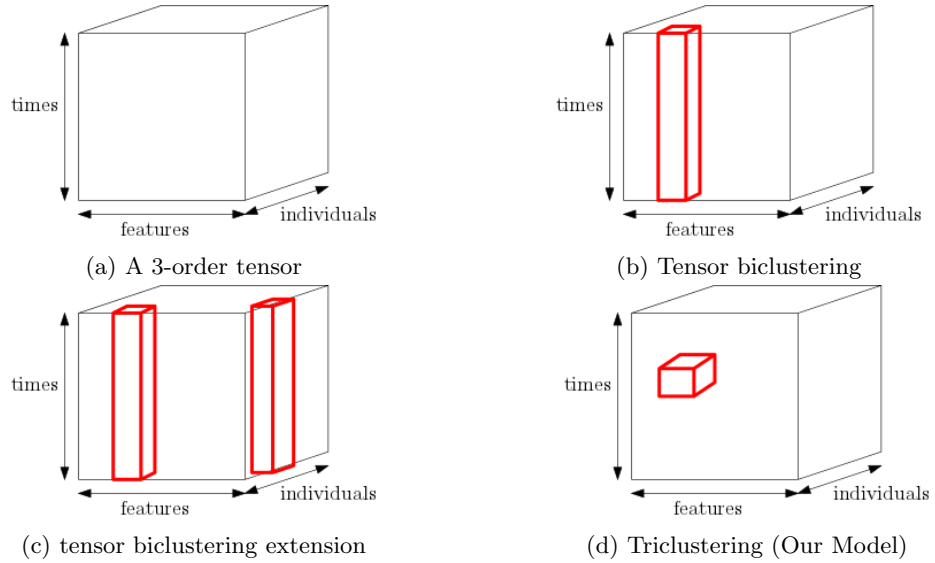 times
individuals
features
(a) A 3-order tensor
times
individuals
features
(b) Tensor biclustering
times
individuals
features
(c) tensor biclustering extension
times
individuals
features
(d) Triclustering (Our Model)